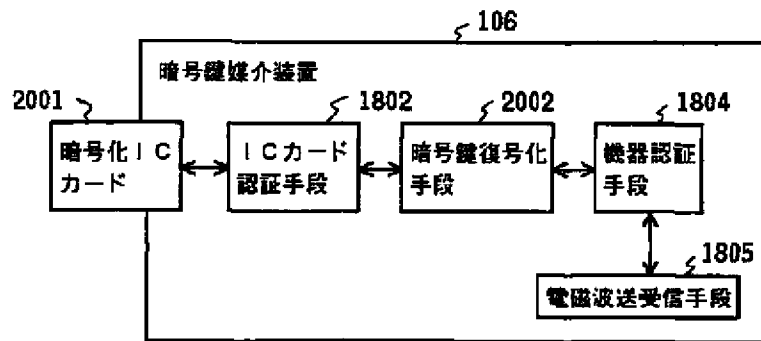 106
暗号鍵媒介装置
2001
1802
2002
1804
暗号化ＩＣ
カード
ＩＣカード
認証手段
暗号鍵復号化
手段
機器認証
手段
1805
電磁波送受信手段